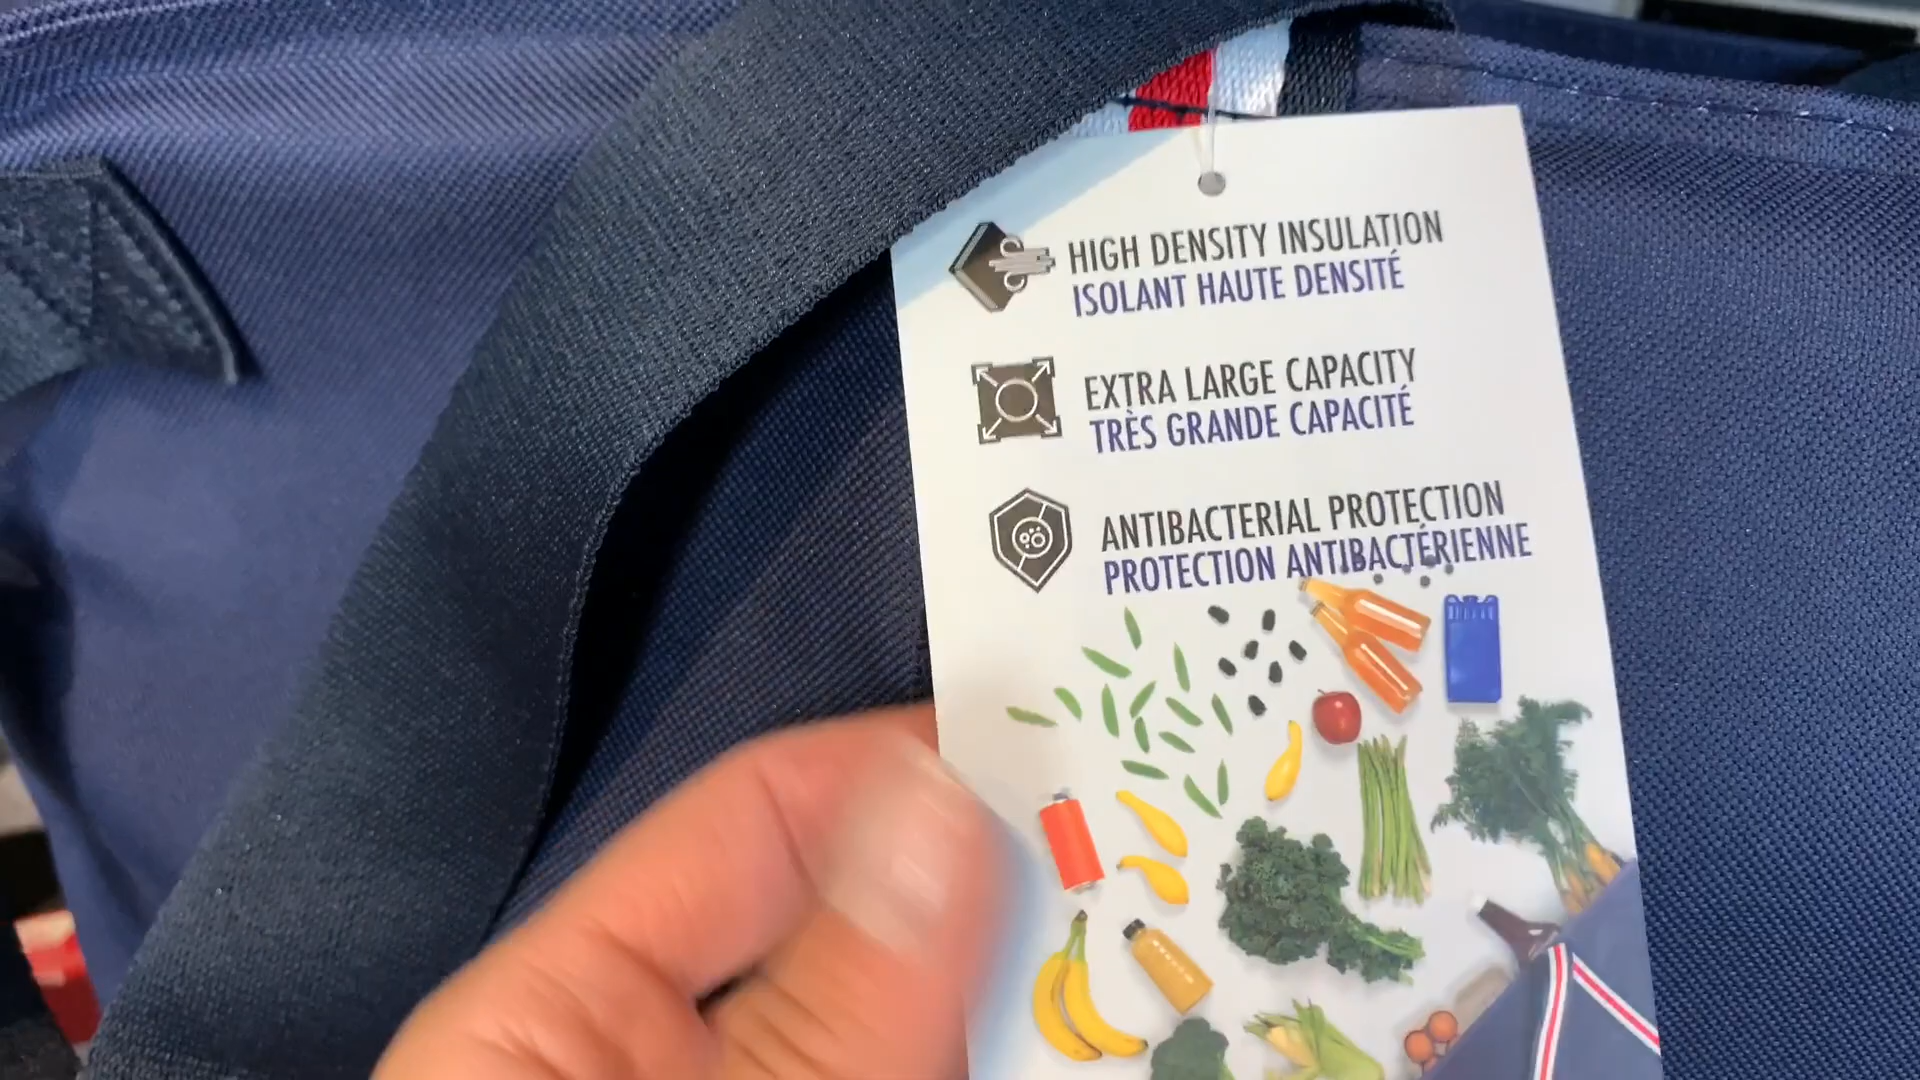 HIGH DENSITY INSULATION
ISOLANT HAUTE DENSITÉ
EXTRA LARGE CAPACITY
TRÈS GRANDE CAPACITÉ
ANTIBACTERIAL PROTECTION
PROTECTION ANTIBACTÉRIENNE